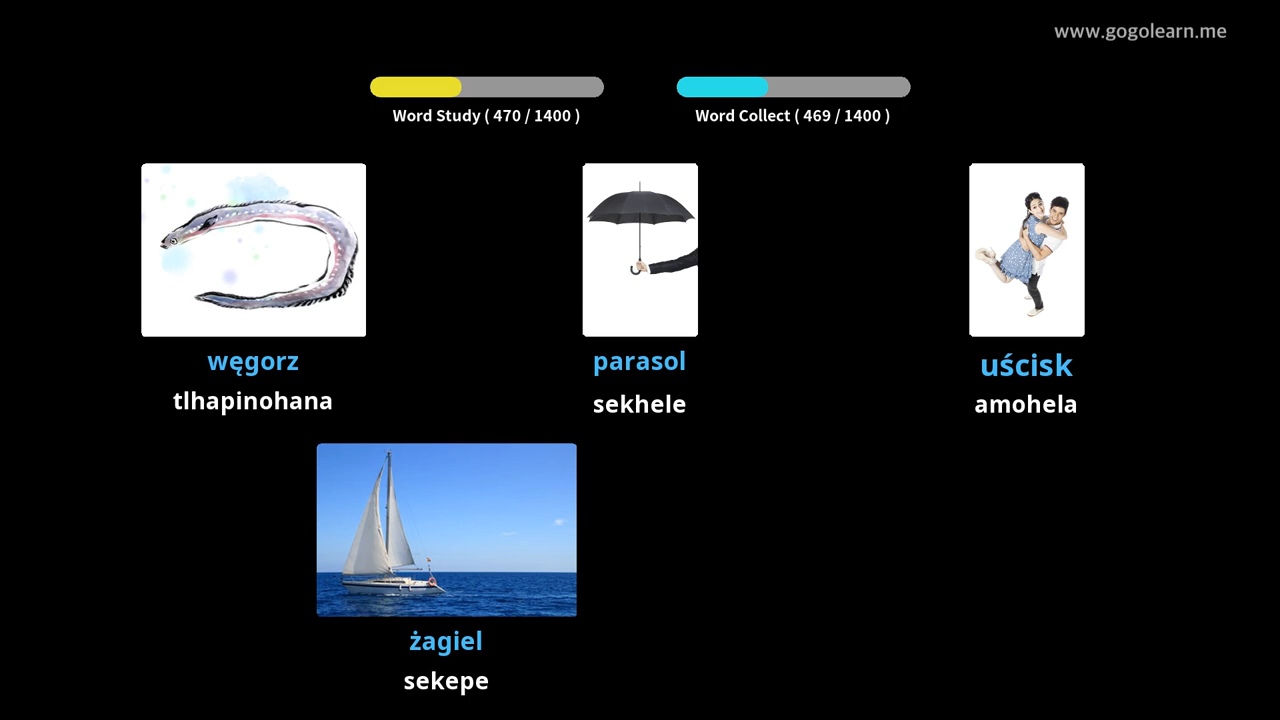 www.gogolearn.me
Word Study ( 470 / 1400 )
Word Collect ( 469 / 1400 )
węgorz
tlhapinohana
parasol
sekhele
uścisk
amohela
żagiel
sekepe